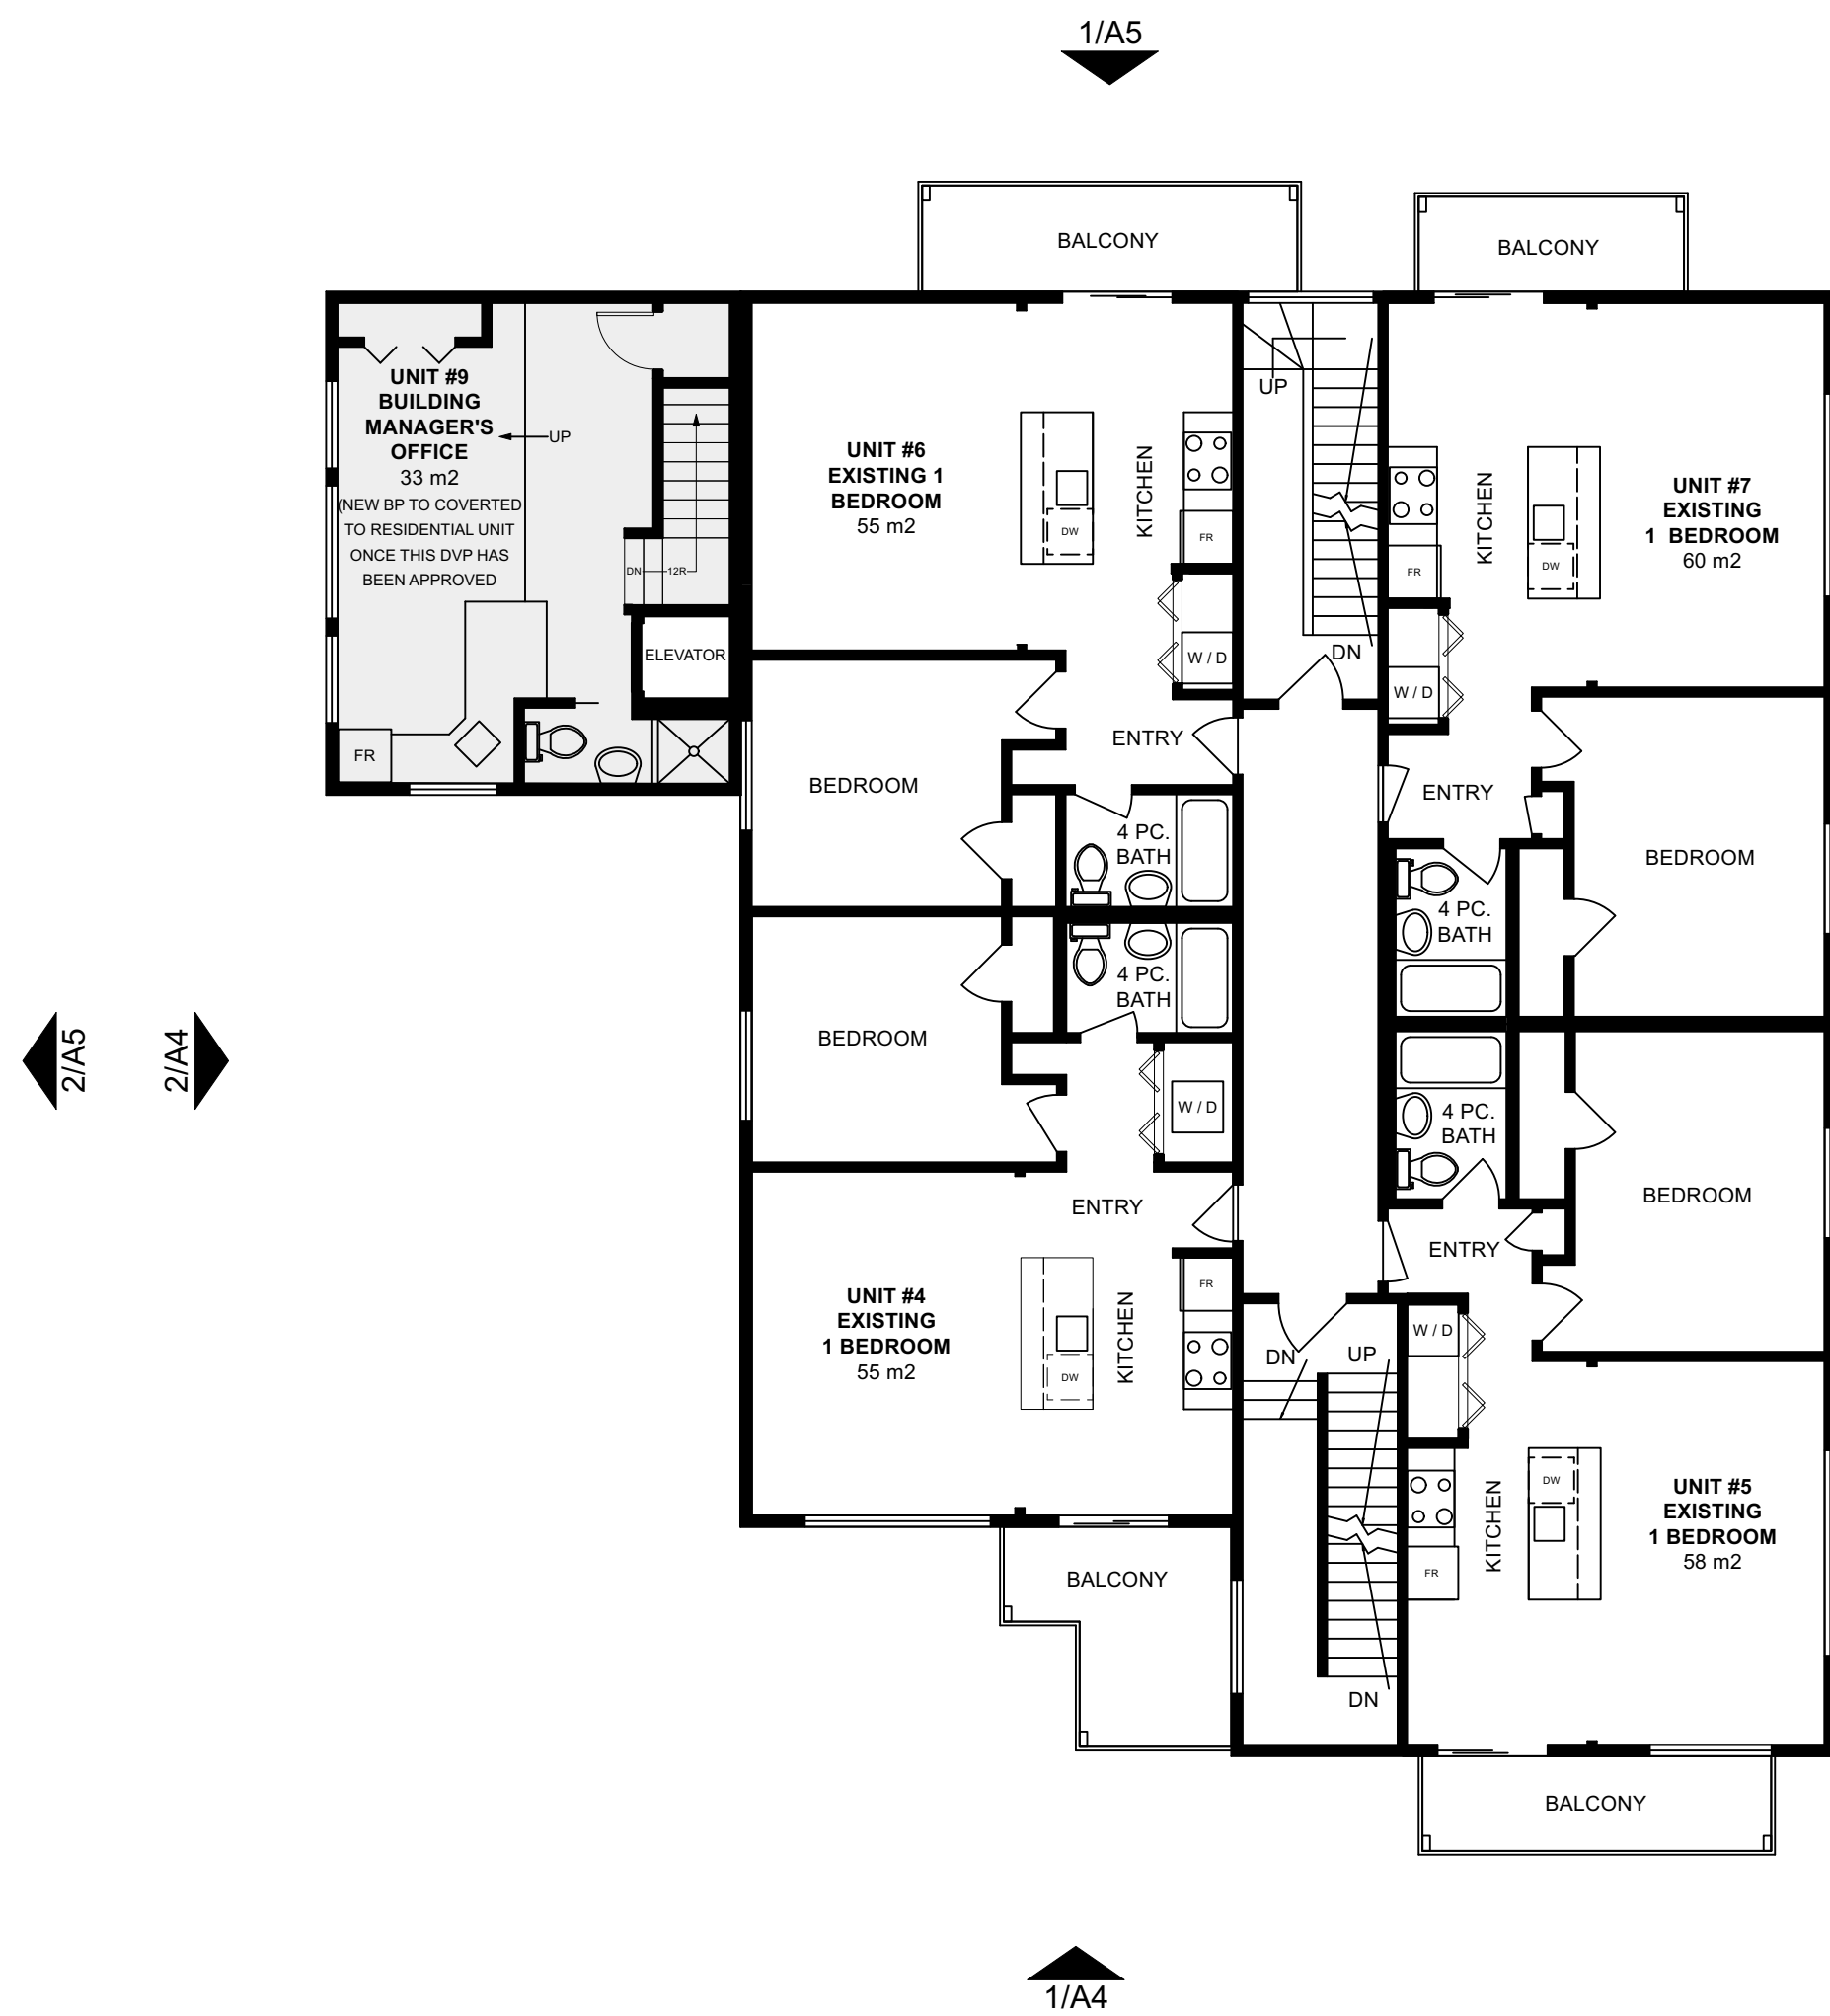 1/A5
BALCONY
BALCONY
UNIT #9
BUILDING
MANAGER'S
OFFICE
33 m2
(NEW BP TO COVERTED
TO RESIDENTIAL UNIT
ONCE THIS DVP HAS
BEEN APPROVED
UP
DN
12R
ELEVATOR
FR
UNIT #6
EXISTING 1
BEDROOM
55 m2
DW
KITCHEN
FR
W / D
UP
DN
KITCHEN
FR
DW
W / D
UNIT #7
EXISTING
1 BEDROOM
60 m2
ENTRY
BEDROOM
4 PC.
BATH
ENTRY
BEDROOM
4 PC.
BATH
4 PC.
BATH
BEDROOM
W / D
ENTRY
4 PC.
BATH
BEDROOM
ENTRY
2/A5
2/A4
UNIT #4
EXISTING
1 BEDROOM
55 m2
DW
KITCHEN
FR
DN
UP
W / D
DN
KITCHEN
FR
DW
UNIT #5
EXISTING
1 BEDROOM
58 m2
BALCONY
BALCONY
1/A4